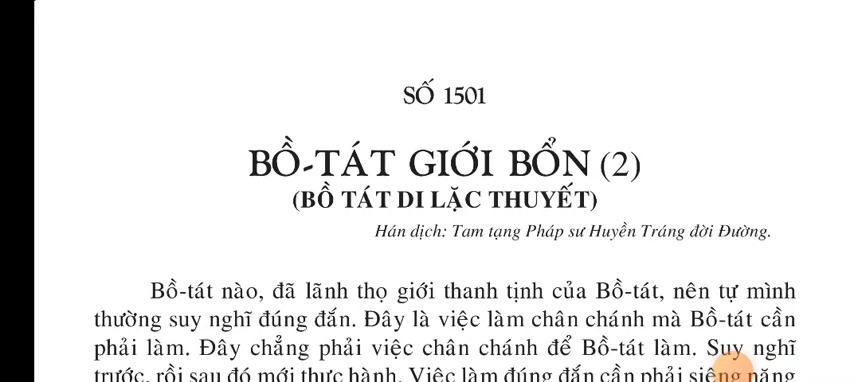 SỐ 1501
BỒ-TÁT GIỚI BỔN (2)
(BỒ TÁT DI LẶC THUYẾT)
Hán dịch: Tam tạng Pháp sư Huyền Tráng đời Đường.
Bồ-tát nào, đã lãnh thọ giới thanh tịnh của Bồ-tát, nên tự mình
thường suy nghĩ đúng đắn. Đây là việc làm chân chánh mà Bồ-tát cần
phải làm. Đây chẳng phải việc chân chánh để Bồ-tát làm. Suy nghĩ
trước, rồi sau đó mới thực hành. Việc làm đúng đắn cần phải siêng năng